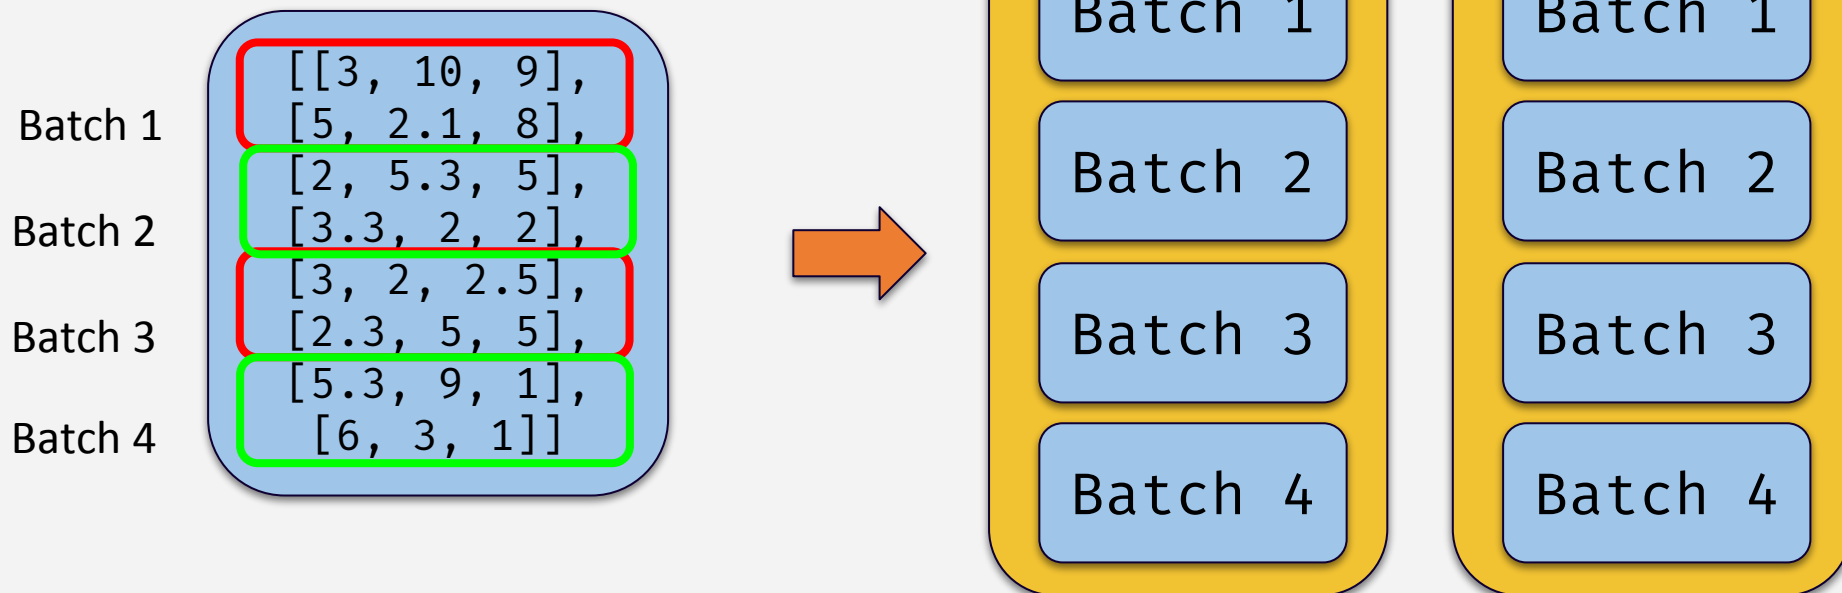 Batch 1
Batch 2
Batch 3
Batch 4
[[3, 10, 9],
[5, 2.1, 8],
[2, 5.3, 5],
[3.3, 2, 2],
[3, 2, 2.5],
[2.3, 5, 5],
[5.3, 9, 1],
[6, 3, 1]]
Batch 1
Batch 2
Batch 3
Batch 4
Batch 1
Batch 2
Batch 3
Batch 4